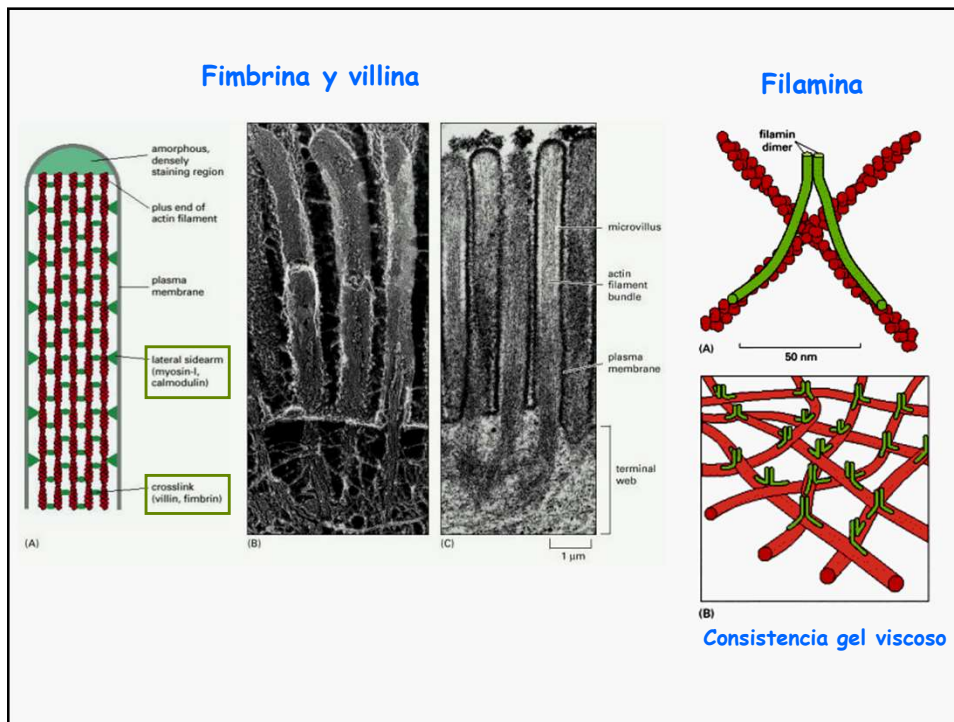 Fimbrina y villina
amorphous,
densely
staining region
plus end of
actin filament
plasma
membrane
lateral sidearm
(myosin-I,
calmodulin)
crosslink
(villin, fimbrin)
(A)
(B)
microvillus
actin
filament
bundle
plasma
membrane
terminal
web
(C)
1 µm
Filamina
filamin
dimer
(A)
50 nm
(B)
Consistencia gel viscoso